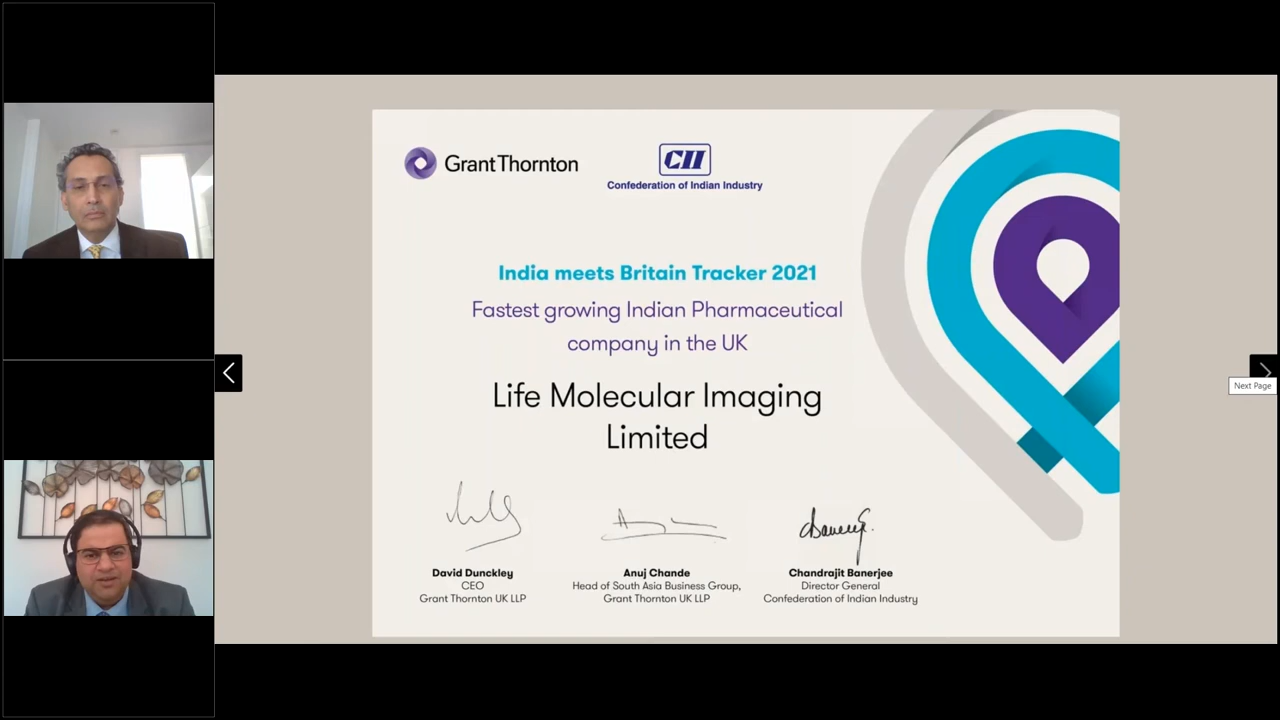 GrantThornton
CII
Confederation of Indian Industry
India meets Britain Tracker 2021
Fastest growing Indian Pharmaceutical
company in the UK
Life Molecular Imaging
Limited
David Dunckley
CEO
Grant Thornton UK LLP
Anuj Chande
Head of South Asia Business Group,
Grant Thornton UK LLP
Chandrajit Banerjee
Director General
Confederation of Indian Industry
Next Page